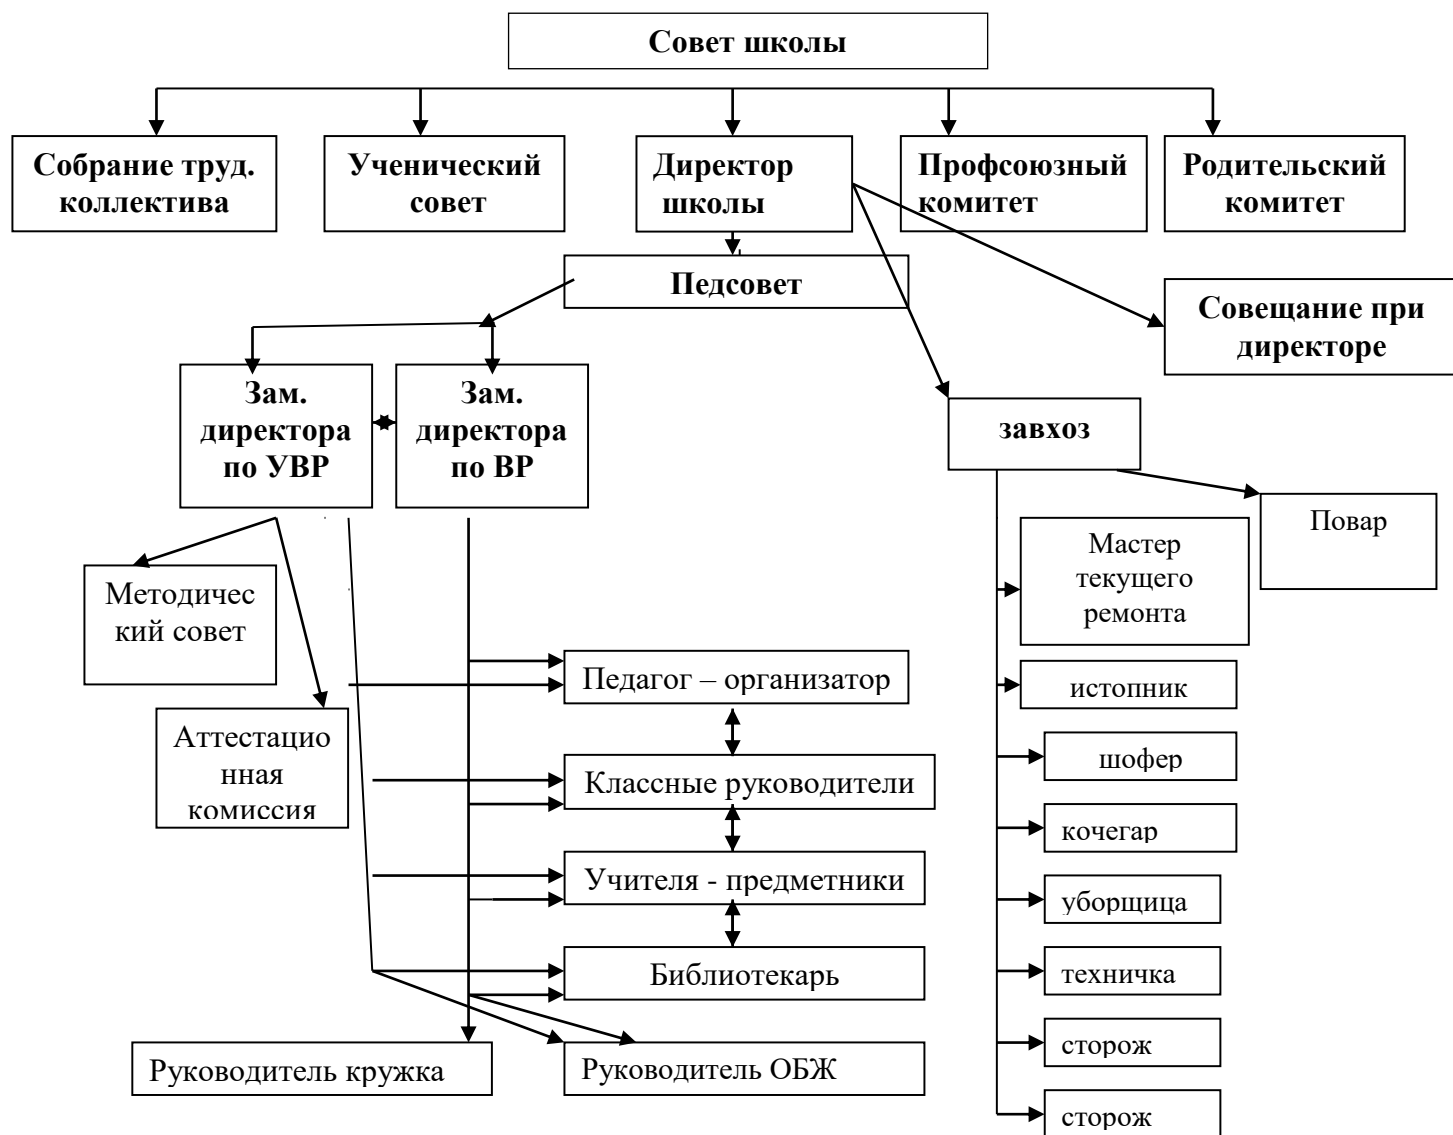 Совет школы
Собрание труд.
коллектива
Ученический
совет
Директор
школы
Профсоюзный
комитет
Родительский
комитет
Педсовет
Совещание при
директоре
Зам.
директора
по УВР
Зам.
директора
по ВР
завхоз
Повар
Мастер
текущего
ремонта
Методичес
кий совет
Педагог – организатор
истопник
Аттестацио
нная
комиссия
шофер
Классные руководители
кочегар
Учителя - предметники
уборщица
Библиотекарь
техничка
Руководитель кружка
Руководитель ОБЖ
сторож
сторож